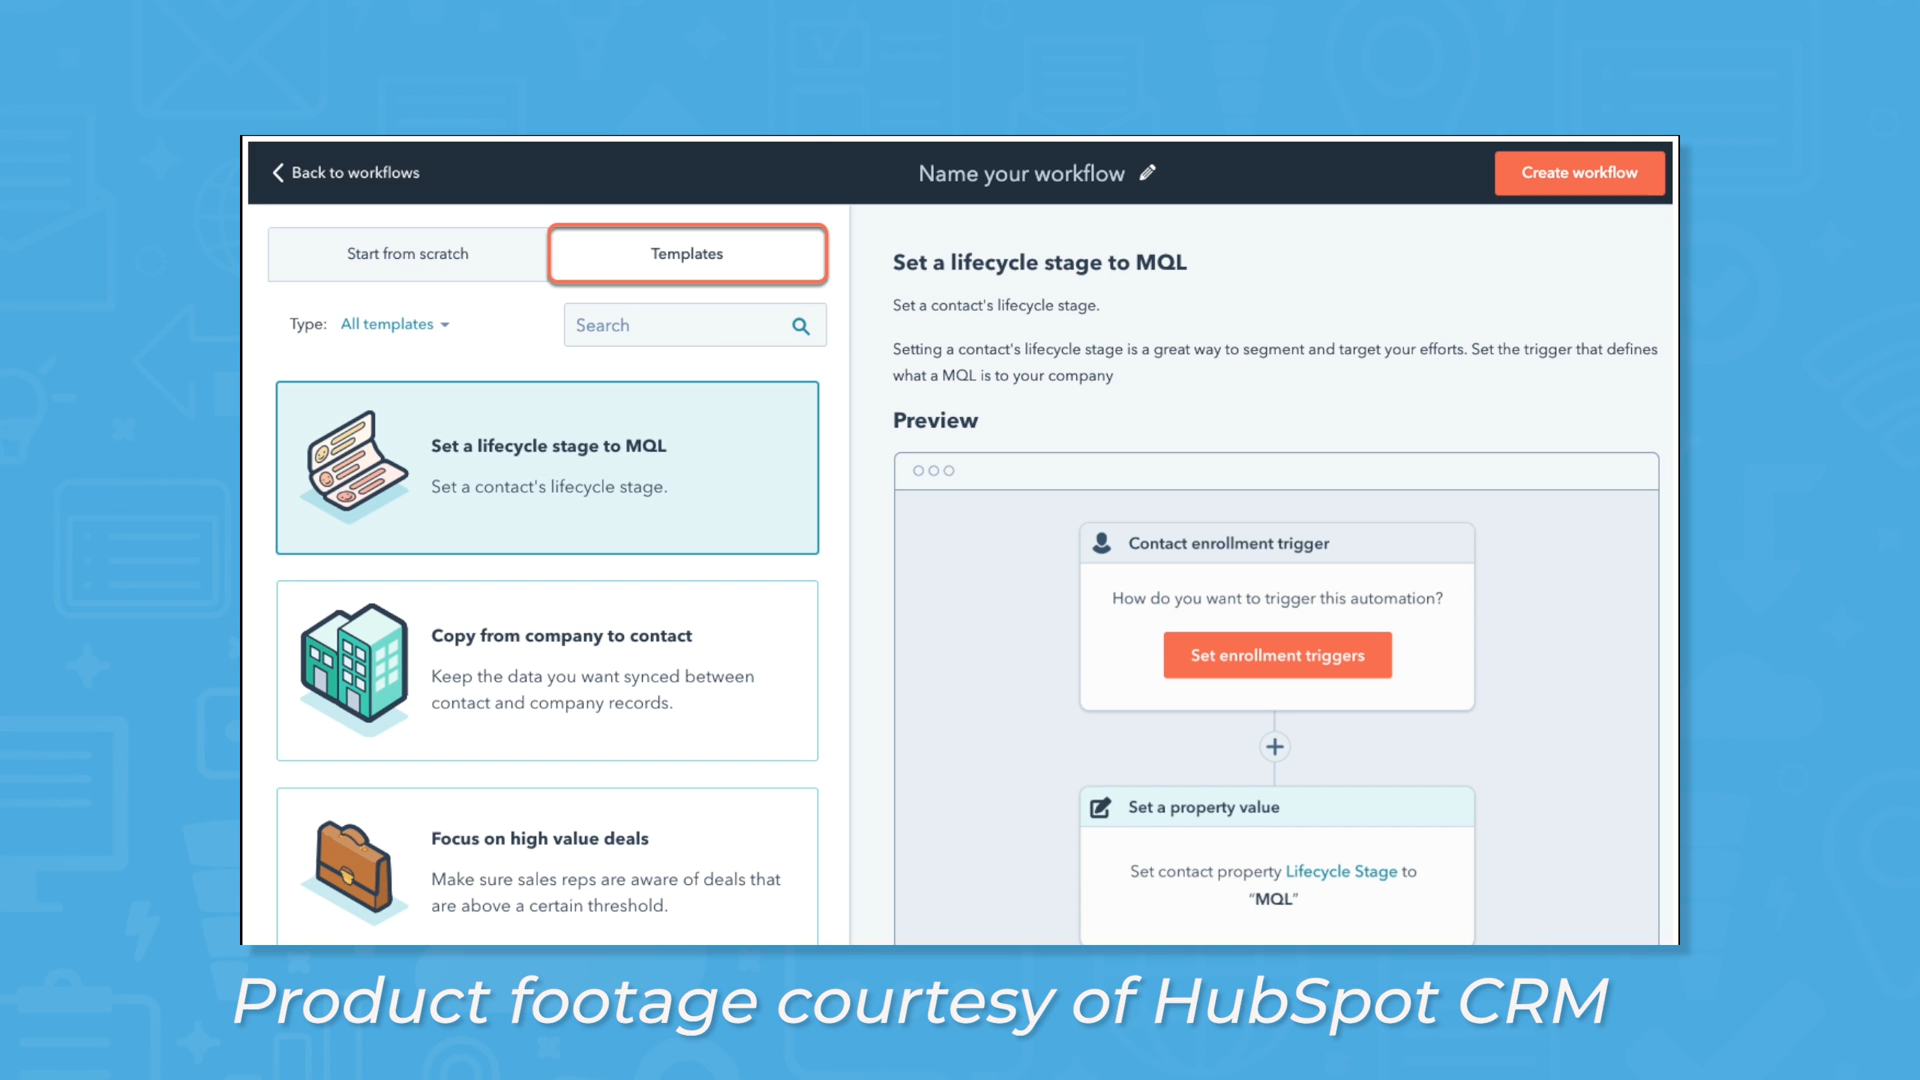 Back to workflows
Name your workflow
Create workflow
Start from scratch
Templates
Type: All templates
Search
Set a lifecycle stage to MQL
Set a contact's lifecycle stage.
Copy from company to contact
Keep the data you want synced between
contact and company records.
Focus on high value deals
Make sure sales reps are aware of deals that
are above a certain threshold.
Set a lifecycle stage to MQL
Set a contact's lifecycle stage.
Setting a contact's lifecycle stage is a great way to segment and target your efforts. Set the trigger that defines
what a MQL is to your company
Preview
Contact enrollment trigger
How do you want to trigger this automation?
Set enrollment triggers
Set a property value
Set contact property Lifecycle Stage to
“MQL”
Product footage courtesy of HubSpot CRM